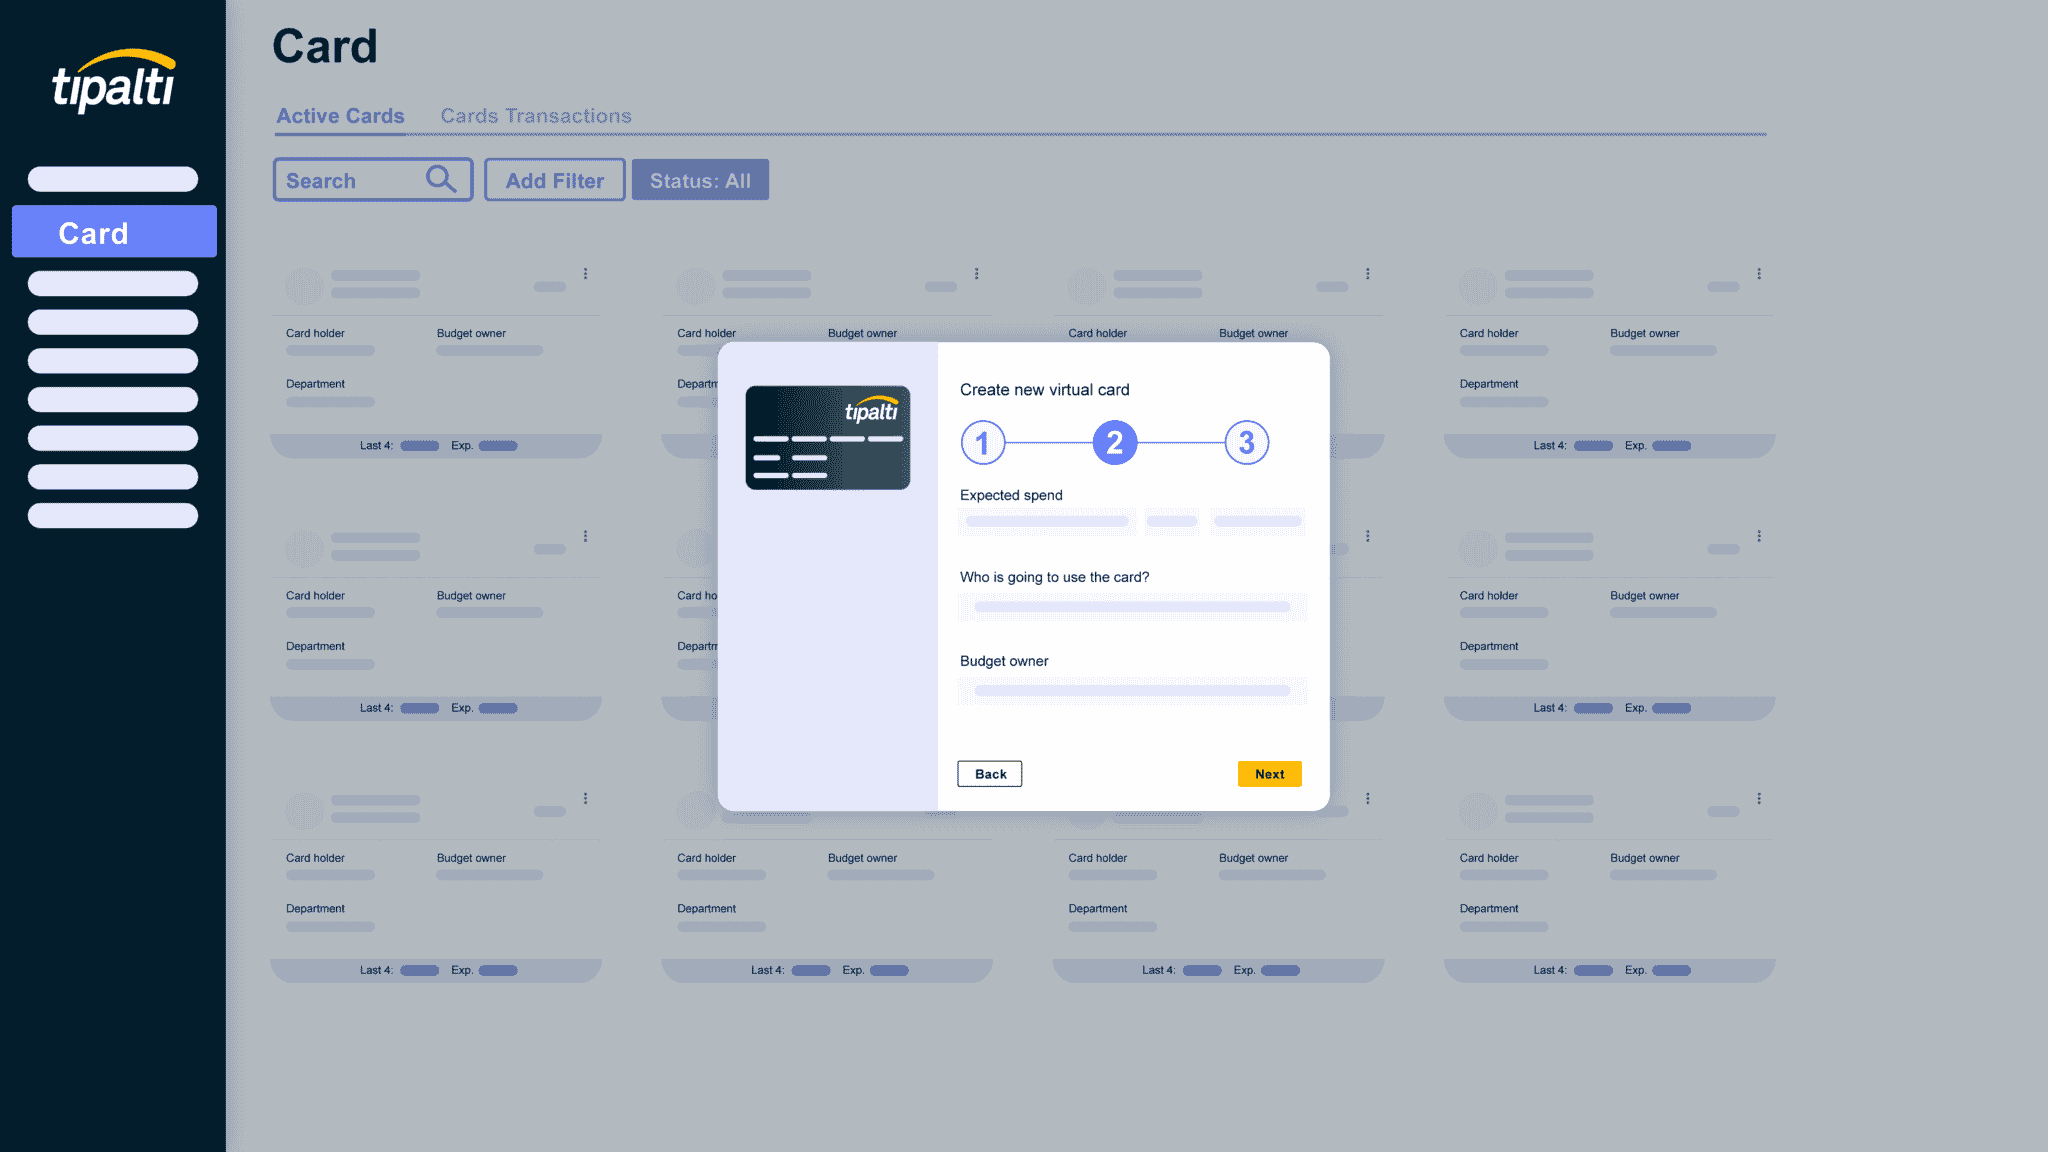 tipalti
Card
Card
Active Cards Cards Transactions
Search Add Filter Status: All
Card holder Budget owner Card holder Budget owner Card holder Budget owner Card holder Budget owner
Department Departm Department
Last 4: Exp. Last 4: Exp.
tipalti
Create new virtual card
1 2 3
Expected spend
Who is going to use the card?
Budget owner
Back Next
Card holder Budget owner Card ho Card holder Budget owner
Department Departm Department
Last 4: Exp. Last 4: Exp.
Card holder Budget owner Card holder Budget owner Card holder Budget owner Card holder Budget owner
Department Department Department Department
Last 4: Exp. Last 4: Exp. Last 4: Exp. Last 4: Exp.